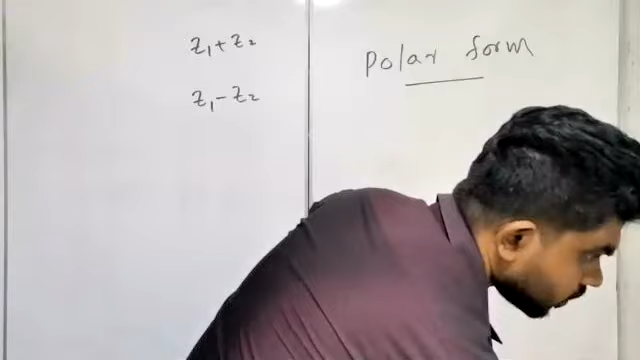 z₁ + z₂
z₁ - z₂
Polar form